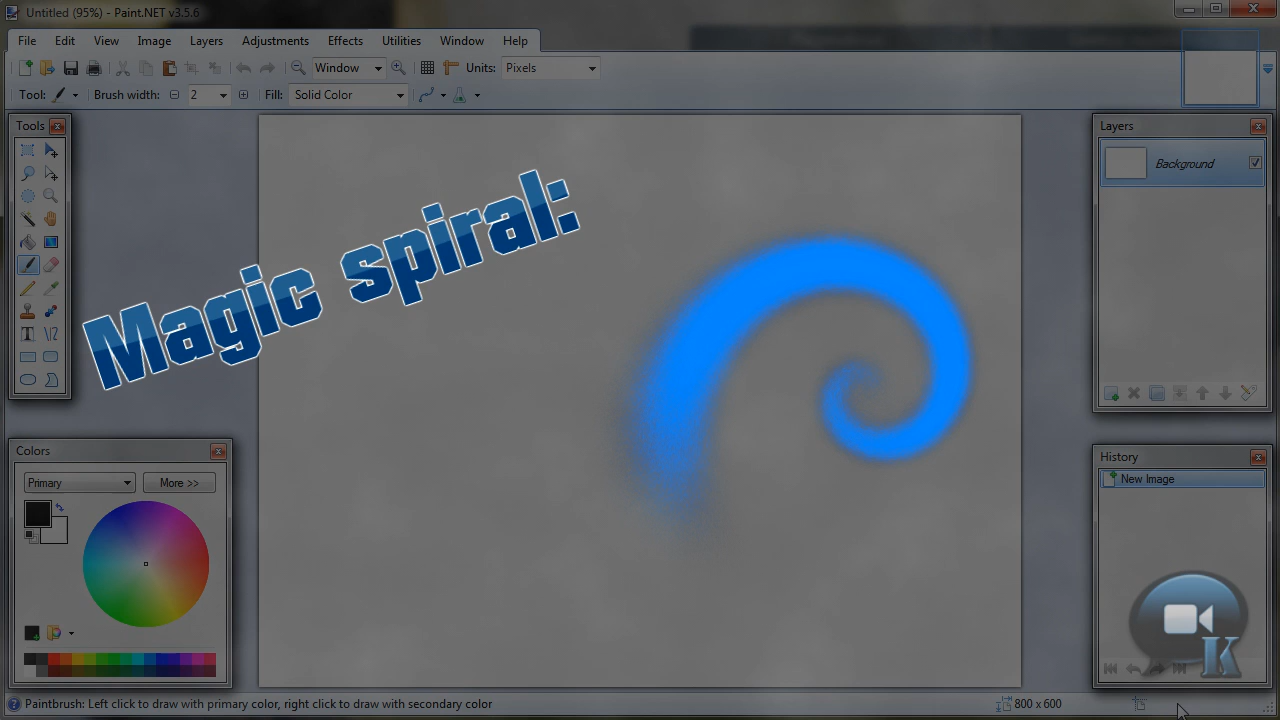 Untitled (95%) - Paint.NET v3.5.6
File Edit View Image Layers Adjustments Effects Utilities Window Help
Window Units: Pixels
Tool: Brush width: 2 Fill: Solid Color
Tools
Layers
Background
Magic spiral:
Colors
Primary More >>
History
New Image
K
Paintbrush: Left click to draw with primary color, right click to draw with secondary color
800 x 600